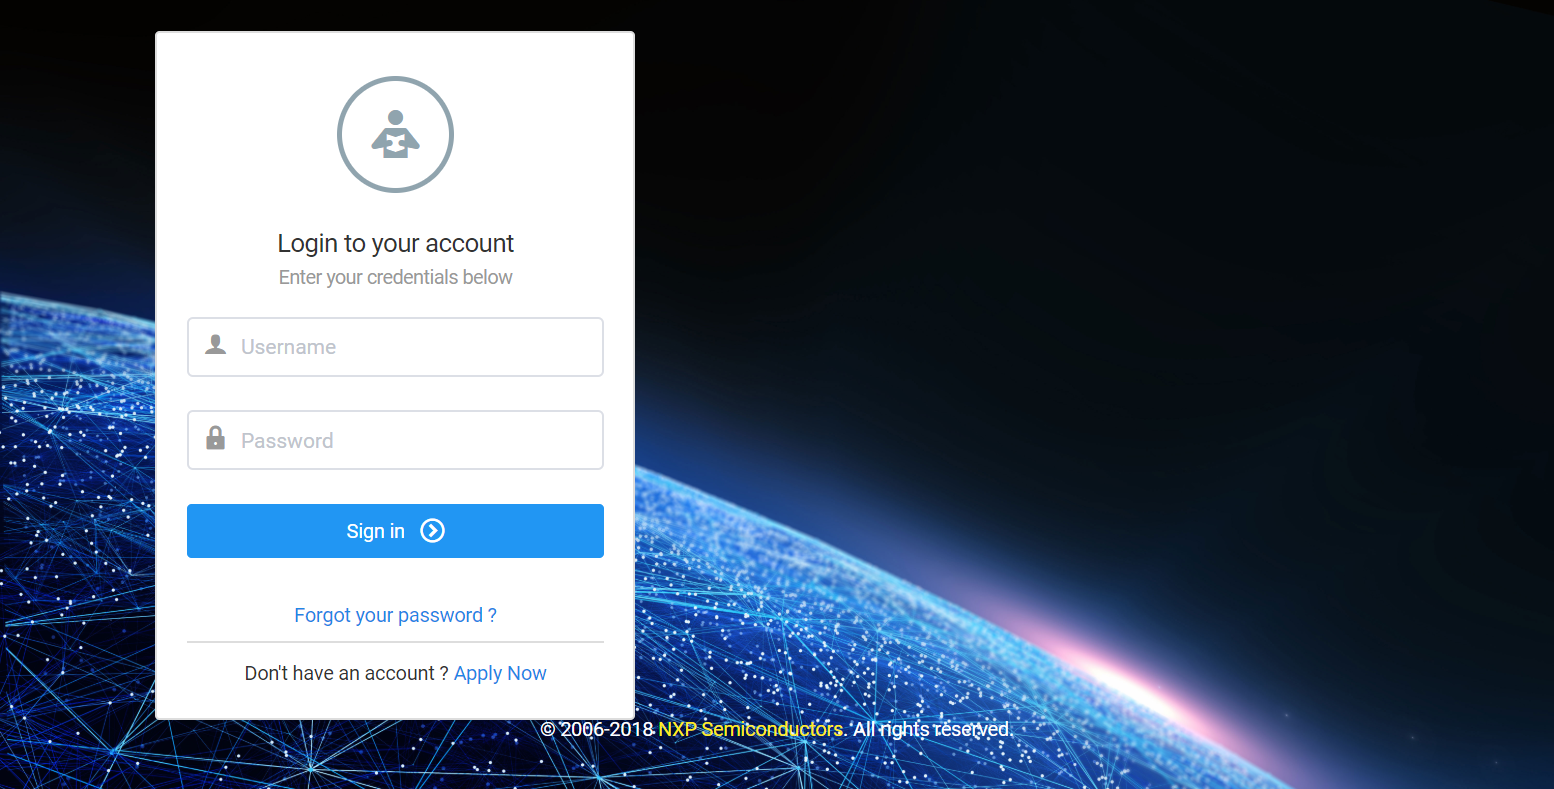 Login to your account
Enter your credentials below
Username
Password
Sign in
Forgot your password ?
Don't have an account ? Apply Now
© 2006-2018 NXP Semiconductors. All rights reserved.